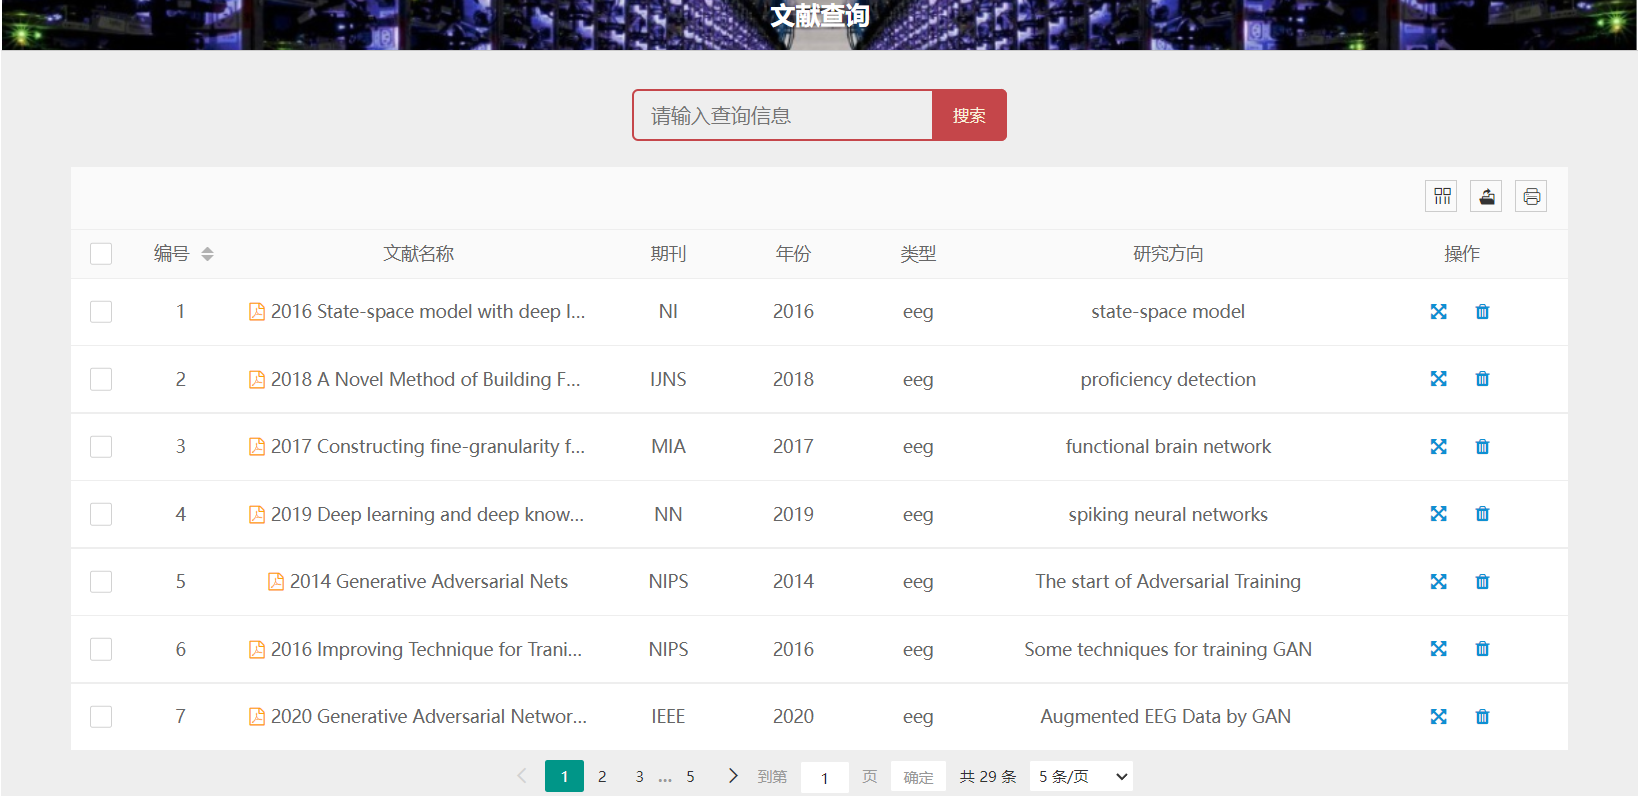 文献查询
请输入查询信息 搜索
编号 文献名称 期刊 年份 类型 研究方向 操作
1 2016 State-space model with deep l... NI 2016 eeg state-space model
2 2018 A Novel Method of Building F... IJNS 2018 eeg proficiency detection
3 2017 Constructing fine-granularity f... MIA 2017 eeg functional brain network
4 2019 Deep learning and deep know... NN 2019 eeg spiking neural networks
5 2014 Generative Adversarial Nets NIPS 2014 eeg The start of Adversarial Training
6 2016 Improving Technique for Trani... NIPS 2016 eeg Some techniques for training GAN
7 2020 Generative Adversarial Networ... IEEE 2020 eeg Augmented EEG Data by GAN
1 2 3 ... 5 到第 1 页 确定 共 29 条 5 条/页